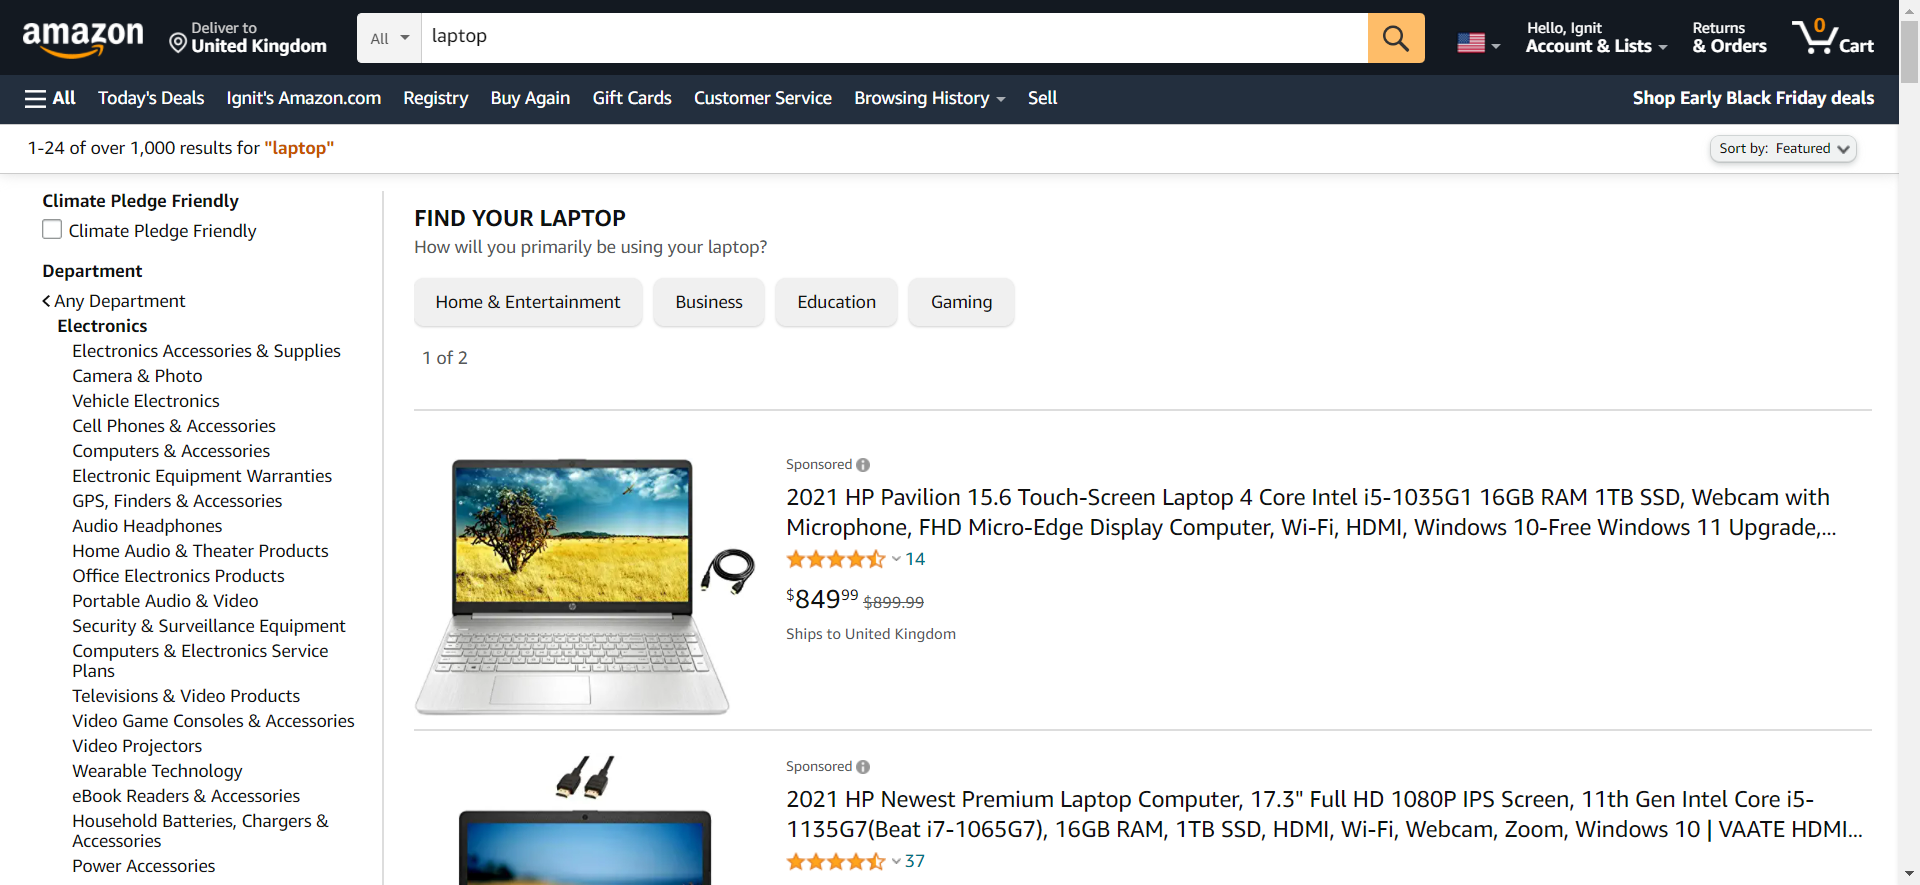 amazon
Deliver to
United Kingdom
All
laptop
Hello, Ignit
Account & Lists
Returns
& Orders
0
Cart
All
Today's Deals
Ignit's Amazon.com
Registry
Buy Again
Gift Cards
Customer Service
Browsing History
Sell
Shop Early Black Friday deals
1-24 of over 1,000 results for "laptop"
Sort by: Featured
Climate Pledge Friendly
Climate Pledge Friendly
Department
Any Department
Electronics
Electronics Accessories & Supplies
Camera & Photo
Vehicle Electronics
Cell Phones & Accessories
Computers & Accessories
Electronic Equipment Warranties
GPS, Finders & Accessories
Audio Headphones
Home Audio & Theater Products
Office Electronics Products
Portable Audio & Video
Security & Surveillance Equipment
Computers & Electronics Service
Plans
Televisions & Video Products
Video Game Consoles & Accessories
Video Projectors
Wearable Technology
eBook Readers & Accessories
Household Batteries, Chargers &
Accessories
Power Accessories
FIND YOUR LAPTOP
How will you primarily be using your laptop?
Home & Entertainment
Business
Education
Gaming
1 of 2
Sponsored
2021 HP Pavilion 15.6 Touch-Screen Laptop 4 Core Intel i5-1035G1 16GB RAM 1TB SSD, Webcam with
Microphone, FHD Micro-Edge Display Computer, Wi-Fi, HDMI, Windows 10-Free Windows 11 Upgrade,...
14
$849.99 $899.99
Ships to United Kingdom
Sponsored
2021 HP Newest Premium Laptop Computer, 17.3" Full HD 1080P IPS Screen, 11th Gen Intel Core i5-
1135G7(Beat i7-1065G7), 16GB RAM, 1TB SSD, HDMI, Wi-Fi, Webcam, Zoom, Windows 10 | VAATE HDMI...
37